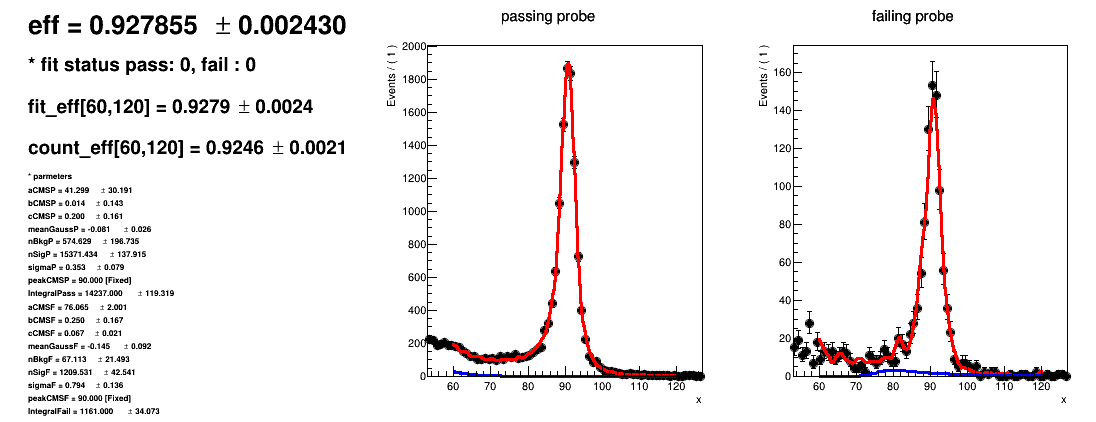 eff = 0.927855 ± 0.002430
* fit status pass: 0, fail : 0
fit_eff[60,120] = 0.9279 ± 0.0024
count_eff[60,120] = 0.9246 ± 0.0021
* parmeters
aCMSP = 41.299 ± 30.191
bCMSP = 0.014 ± 0.143
cCMSP = 0.200 ± 0.161
meanGaussP = -0.081 ± 0.026
nBkgP = 574.629 ± 196.735
nSigP = 15371.434 ± 137.915
sigmaP = 0.353 ± 0.079
peakCMSP = 90.000 [Fixed]
IntegralPass = 14237.000 ± 119.319
aCMSF = 76.065 ± 2.001
bCMSF = 0.250 ± 0.167
cCMSF = 0.067 ± 0.021
meanGaussF = -0.145 ± 0.092
nBkgF = 67.113 ± 21.493
nSigF = 1209.531 ± 42.541
sigmaF = 0.794 ± 0.136
peakCMSF = 90.000 [Fixed]
IntegralFail = 1161.000 ± 34.073
passing probe
Events / ( 1 )
2000
1800
1600
1400
1200
1000
800
600
400
200
0
60 70 80 90 100 110 120
x
failing probe
Events / ( 1 )
160
140
120
100
80
60
40
20
0
60 70 80 90 100 110 120
x